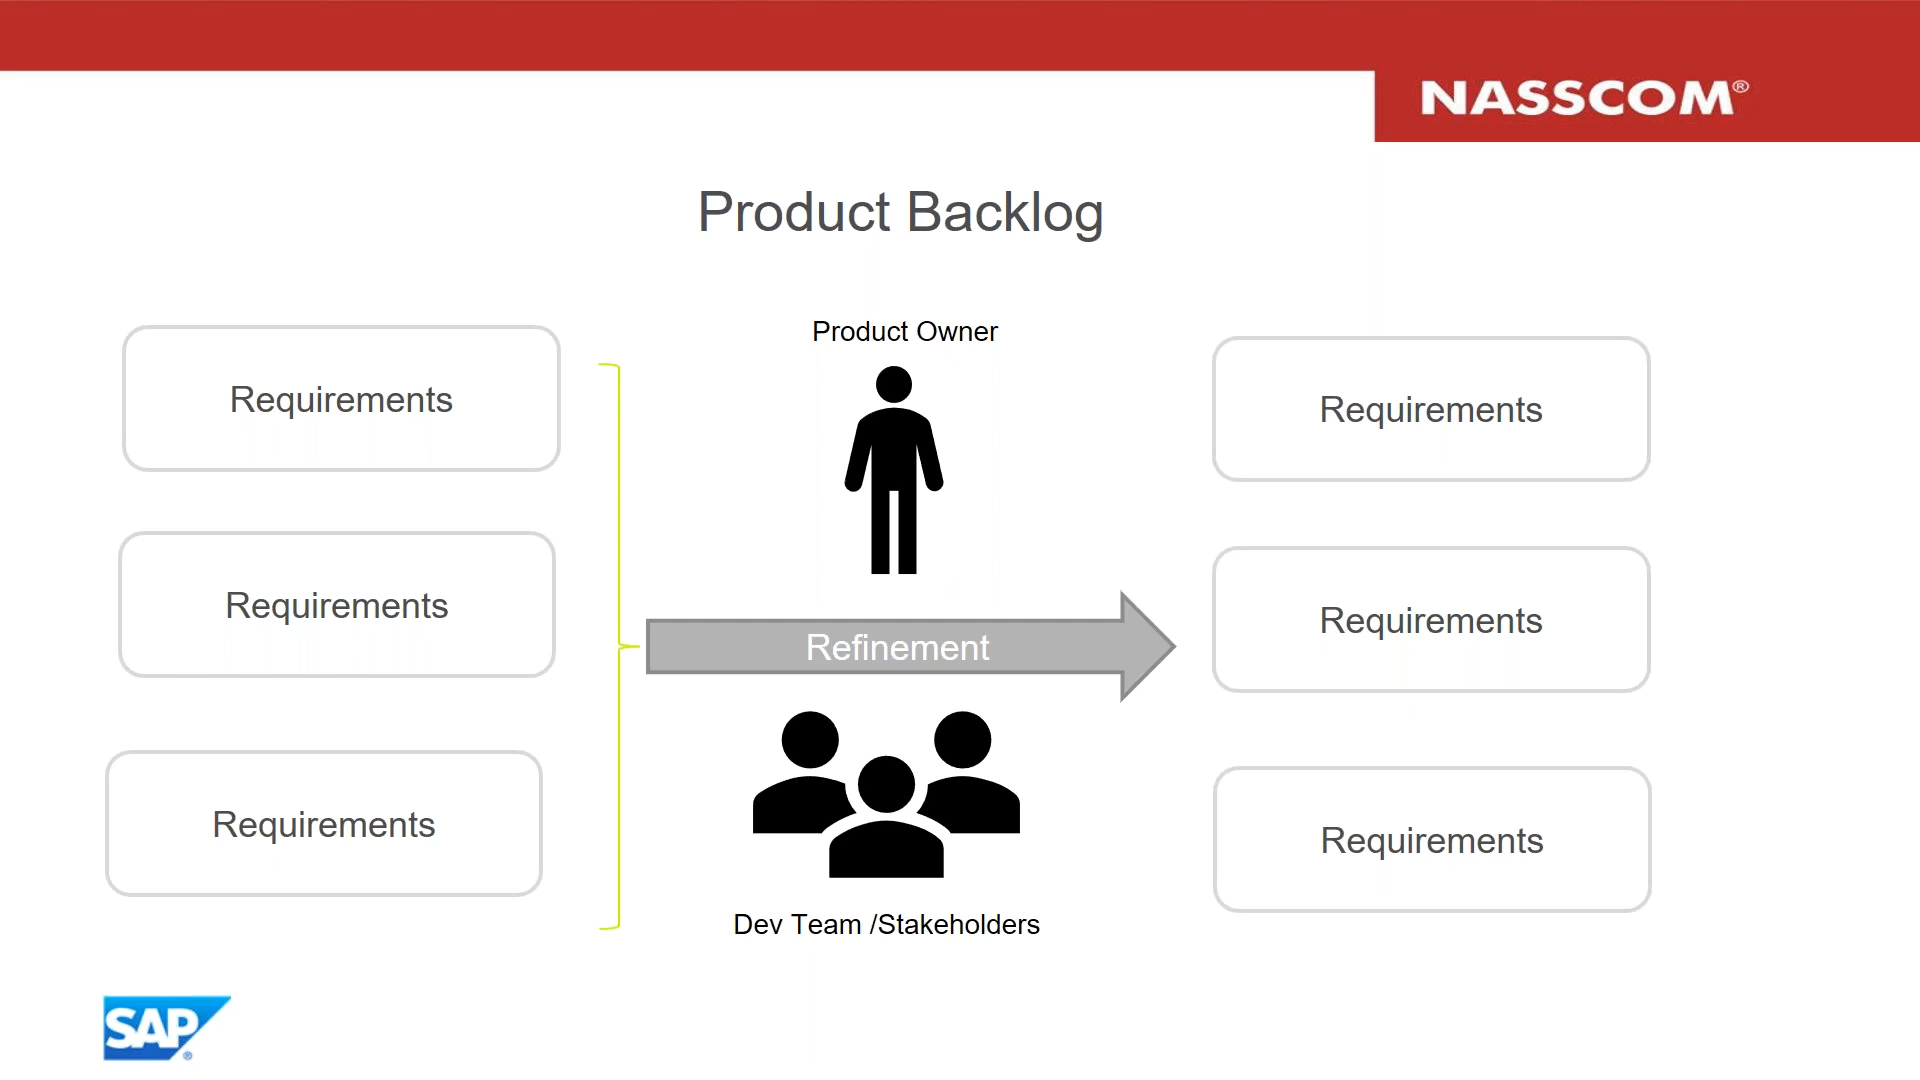 NASSCOM®
Product Backlog
Requirements
Requirements
Requirements
Product Owner
Refinement
Dev Team /Stakeholders
Requirements
Requirements
Requirements
SAP®